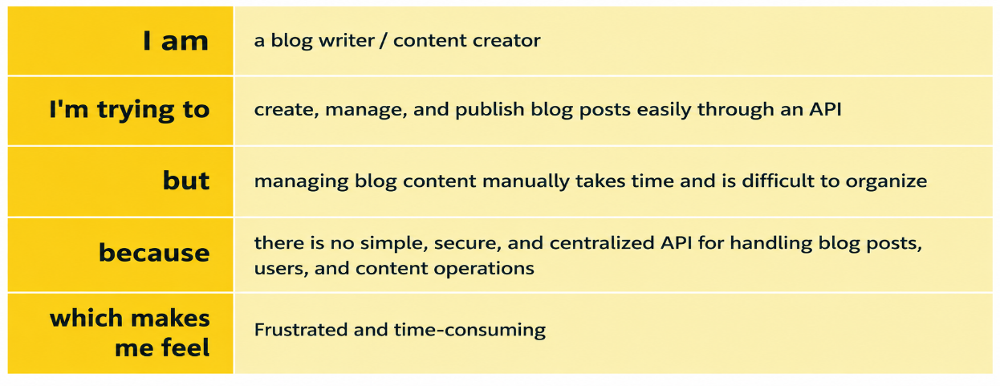 I am
a blog writer / content creator
I'm trying to
create, manage, and publish blog posts easily through an API
but
managing blog content manually takes time and is difficult to organize
because
there is no simple, secure, and centralized API for handling blog posts,
users, and content operations
which makes
me feel
Frustrated and time-consuming